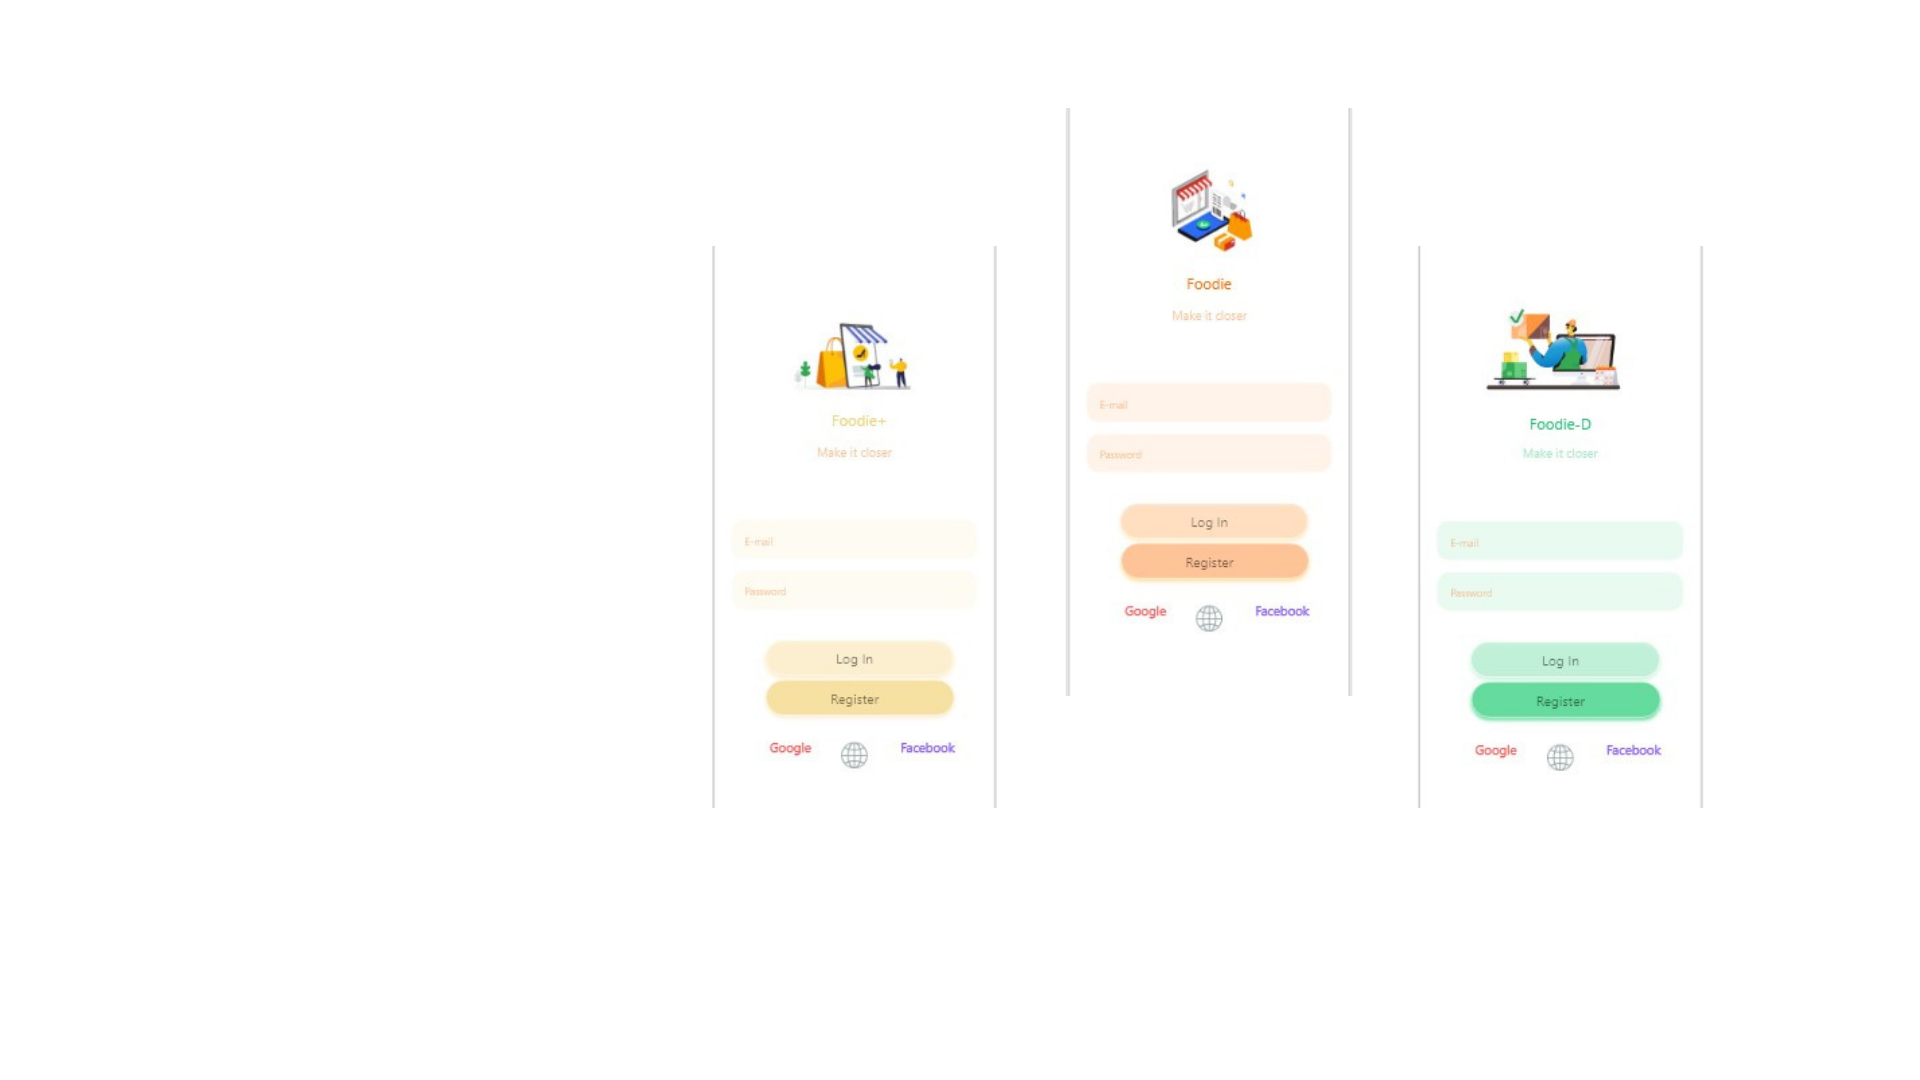 Foodie+
Make it closer
E-mail
Password
Log In
Register
Google
Facebook
Foodie
Make it closer
E-mail
Password
Log In
Register
Google
Facebook
Foodie-D
Make it closer
E-mail
Password
Log In
Register
Google
Facebook